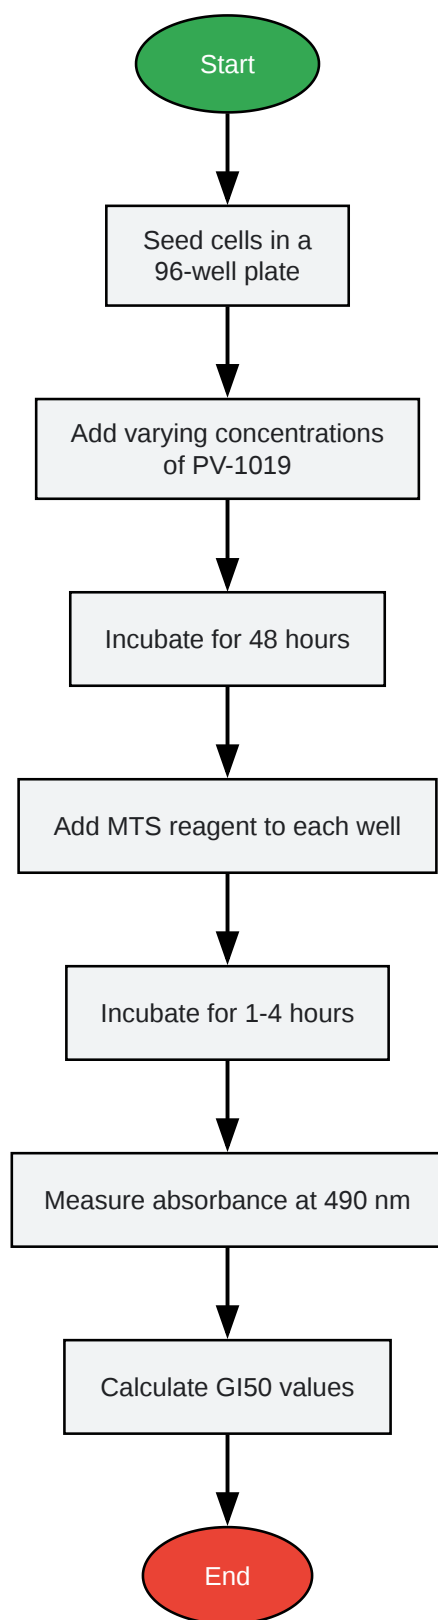 Start
Seed cells in a
96-well plate
Add varying concentrations
of PV-1019
Incubate for 48 hours
Add MTS reagent to each well
Incubate for 1-4 hours
Measure absorbance at 490 nm
Calculate GI50 values
End